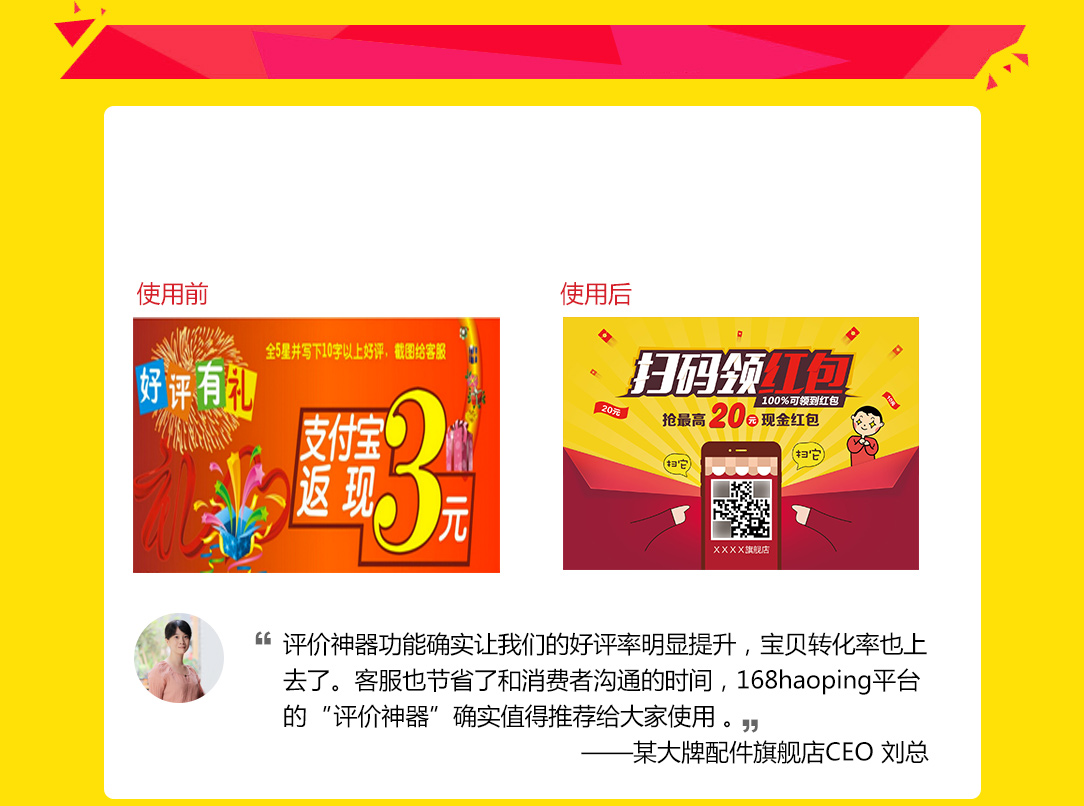 使用前
使用后
全5星并写下10字以上好评，截图给客服
好评有礼
支付宝
返 现 3元
扫码领红包
100%可领到红包
20元
抢最高20元现金红包
扫它
扫它
XXXX旗舰店
“评价神器功能确实让我们的好评率明显提升，宝贝转化率也上
去了。客服也节省了和消费者沟通的时间，168haoping平台
的“评价神器”确实值得推荐给大家使用 。”
——某大牌配件旗舰店CEO 刘总